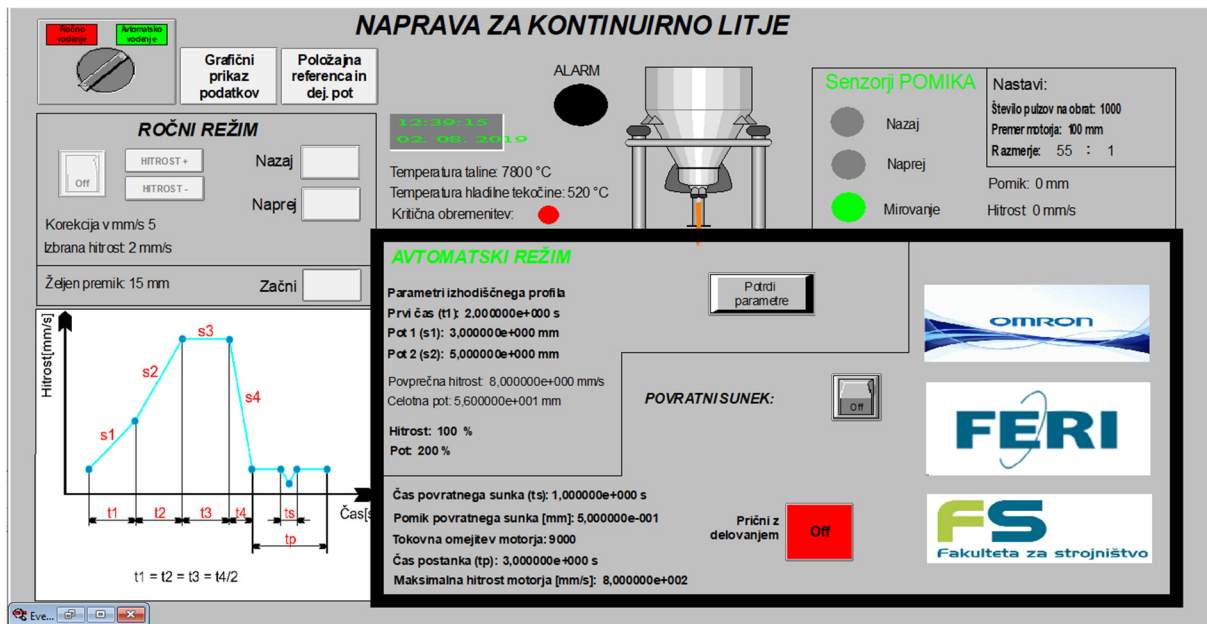 NAPRAVA ZA KONTINUIRNO LITJE
Ročno
vodenje
Avtomatsko
vodenje
Grafični
prikaz
podatkov
Položajna
referenca in
dej. pot
ALARM
12:39:15
02. 08. 2019
Temperatura taline: 7800 °C
Temperatura hladilne tekočine: 520 °C
Kritična obremenitev:
Senzorji POMIKA
Nazaj
Naprej
Mirovanje
Nastavi:
Število pulzov na obrat: 1000
Premer motorja: 100 mm
Razmerje: 55 : 1
Pomik: 0 mm
Hitrost 0 mm/s
ROČNI REŽIM
Off
HITROST +
HITROST -
Nazaj
Naprej
Korekcija v mm/s 5
Izbrana hitrost: 2 mm/s
Željen premik: 15 mm
Začni
Hitrost[mm/s]
s1
s2
s3
s4
t1
t2
t3
t4
ts
tp
Čas[s
t1 = t2 = t3 = t4/2
AVTOMATSKI REŽIM
Parametri izhodiščnega profila
Prvi čas (t1): 2,000000e+000 s
Pot 1 (s1): 3,000000e+000 mm
Pot 2 (s2): 5,000000e+000 mm
Povprečna hitrost: 8,000000e+000 mm/s
Celotna pot: 5,600000e+001 mm
Hitrost: 100 %
Pot: 200 %
Potrdi
parametre
POVRATNI SUNEK:
Off
Čas povratnega sunka (ts): 1,000000e+000 s
Pomik povratnega sunka [mm]: 5,000000e-001
Tokovna omejitev motorja: 9000
Čas postanka (tp): 3,000000e+000 s
Maksimalna hitrost motorja [mm/s]: 8,000000e+002
Prični z
delovanjem
Off
OMRON
FERI
FS
Fakulteta za strojništvo
Eve...